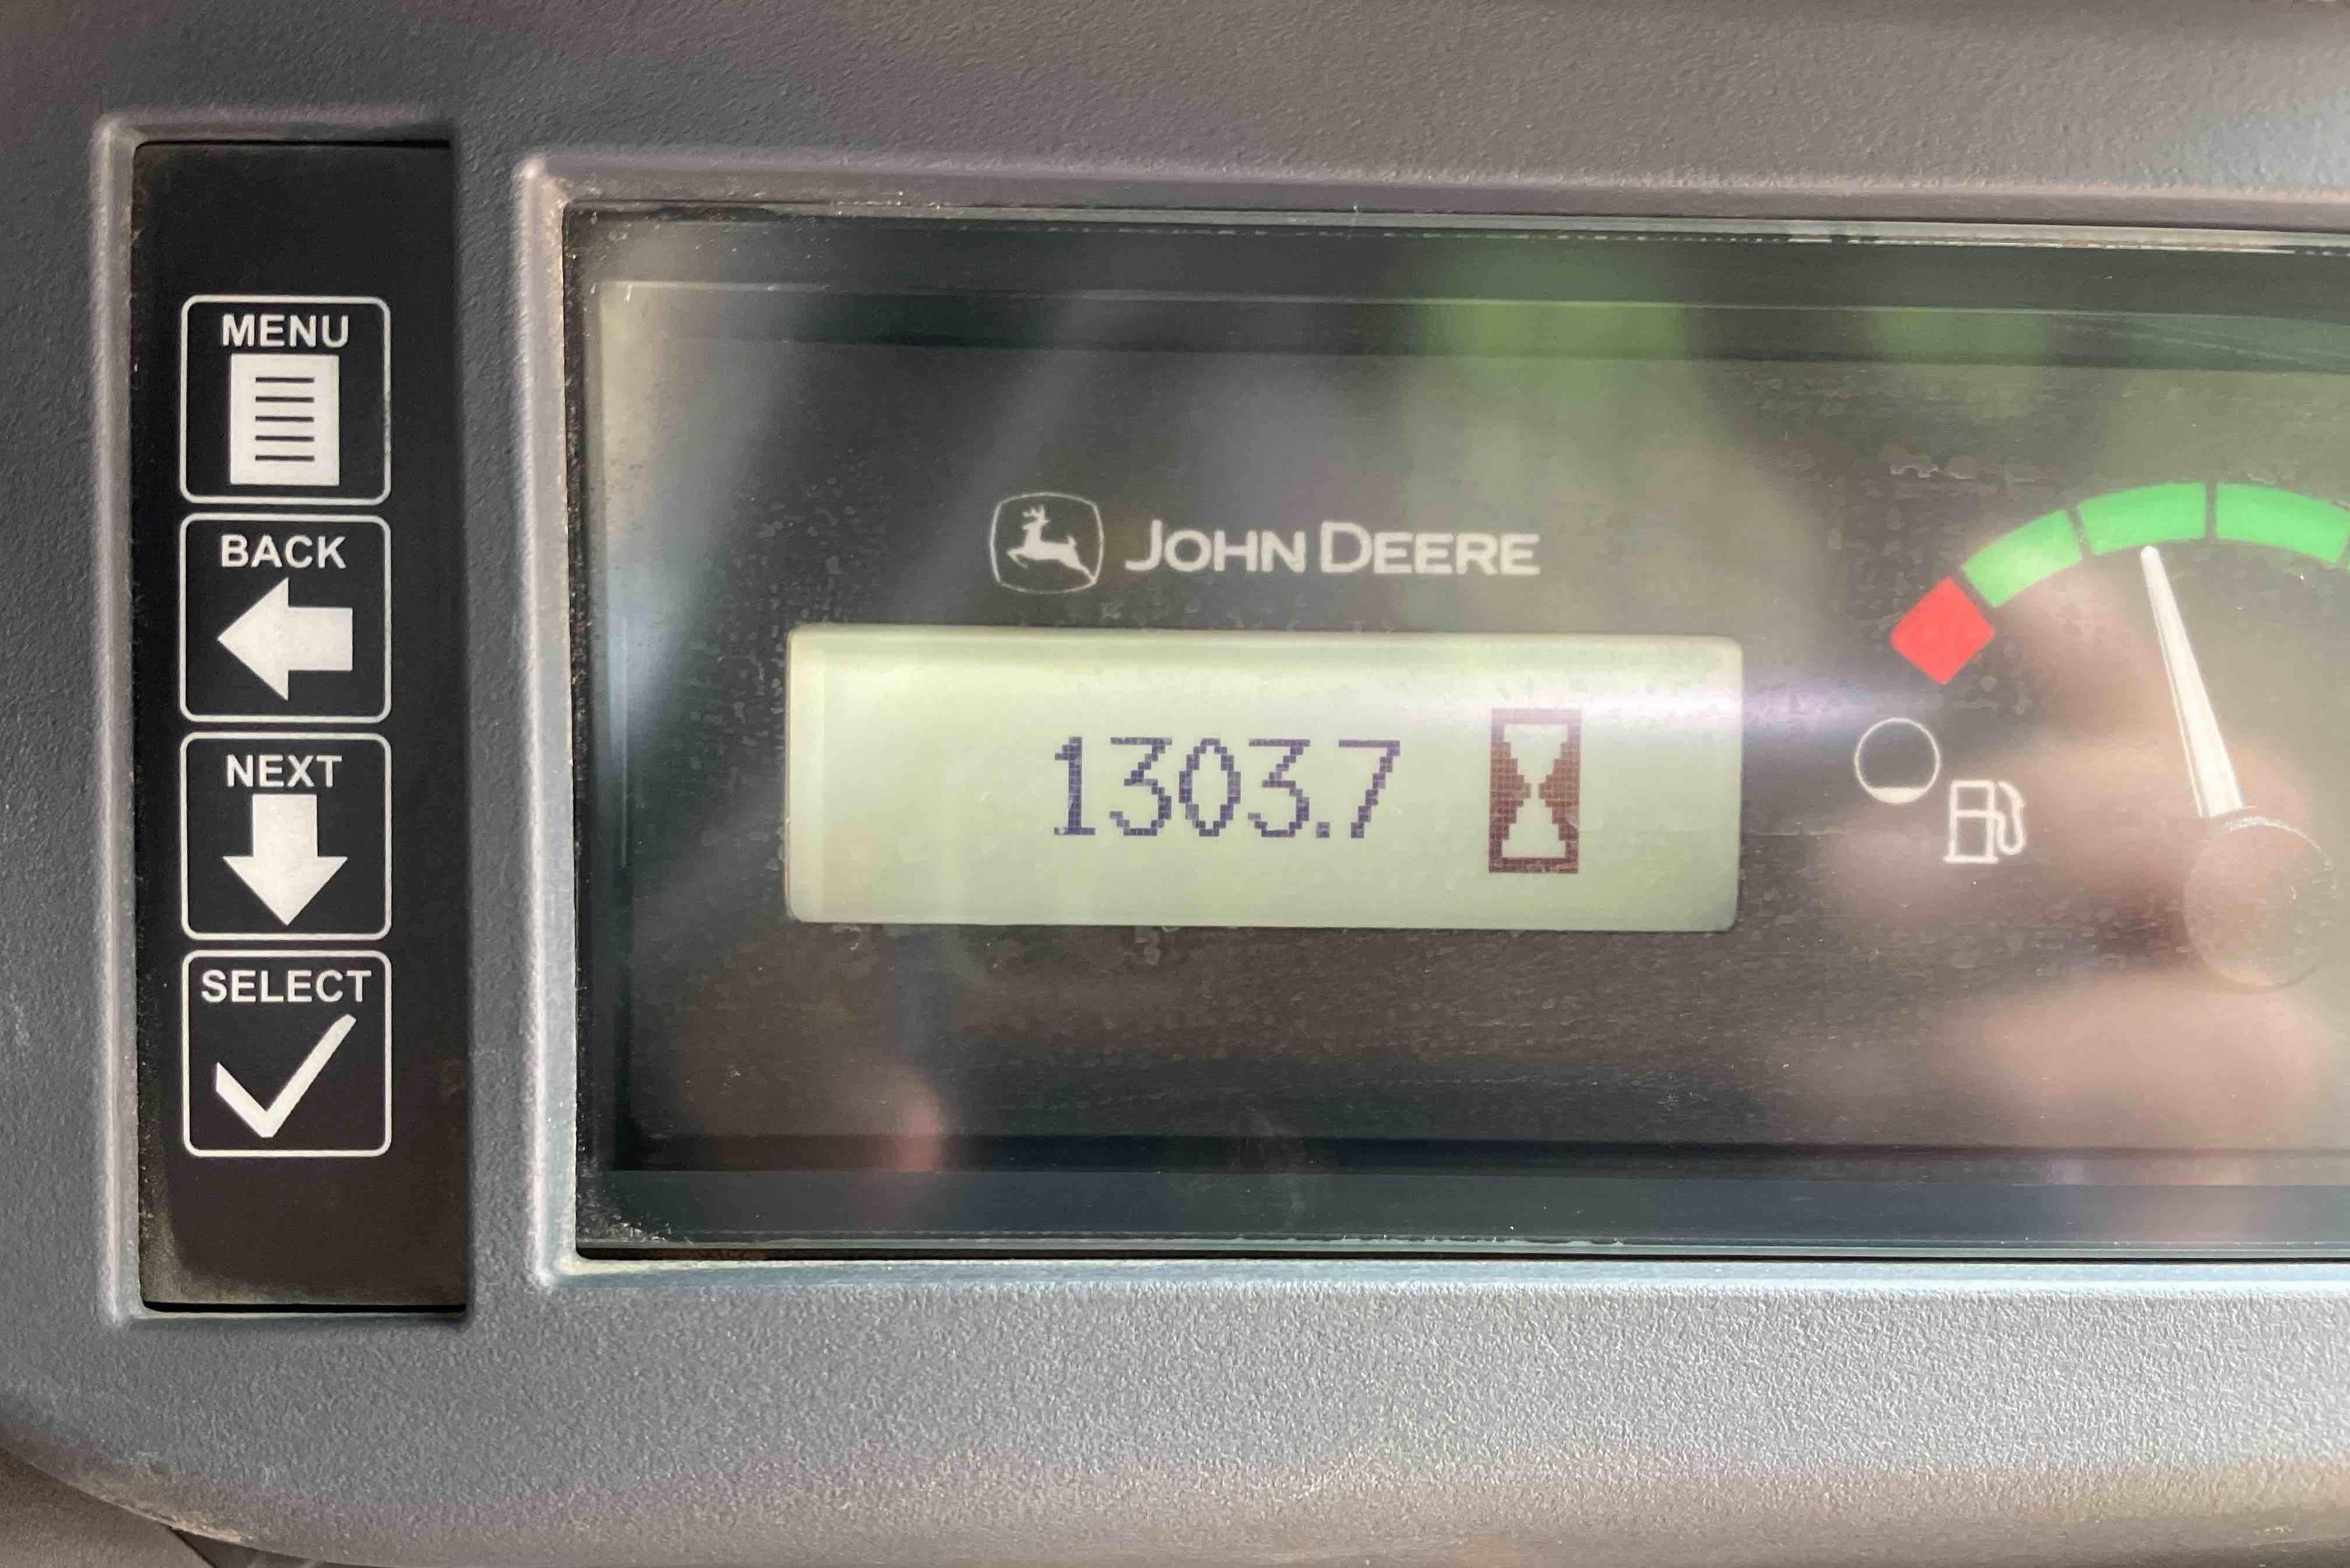 MENU
BACK
NEXT
SELECT
JOHN DEERE
1303.7